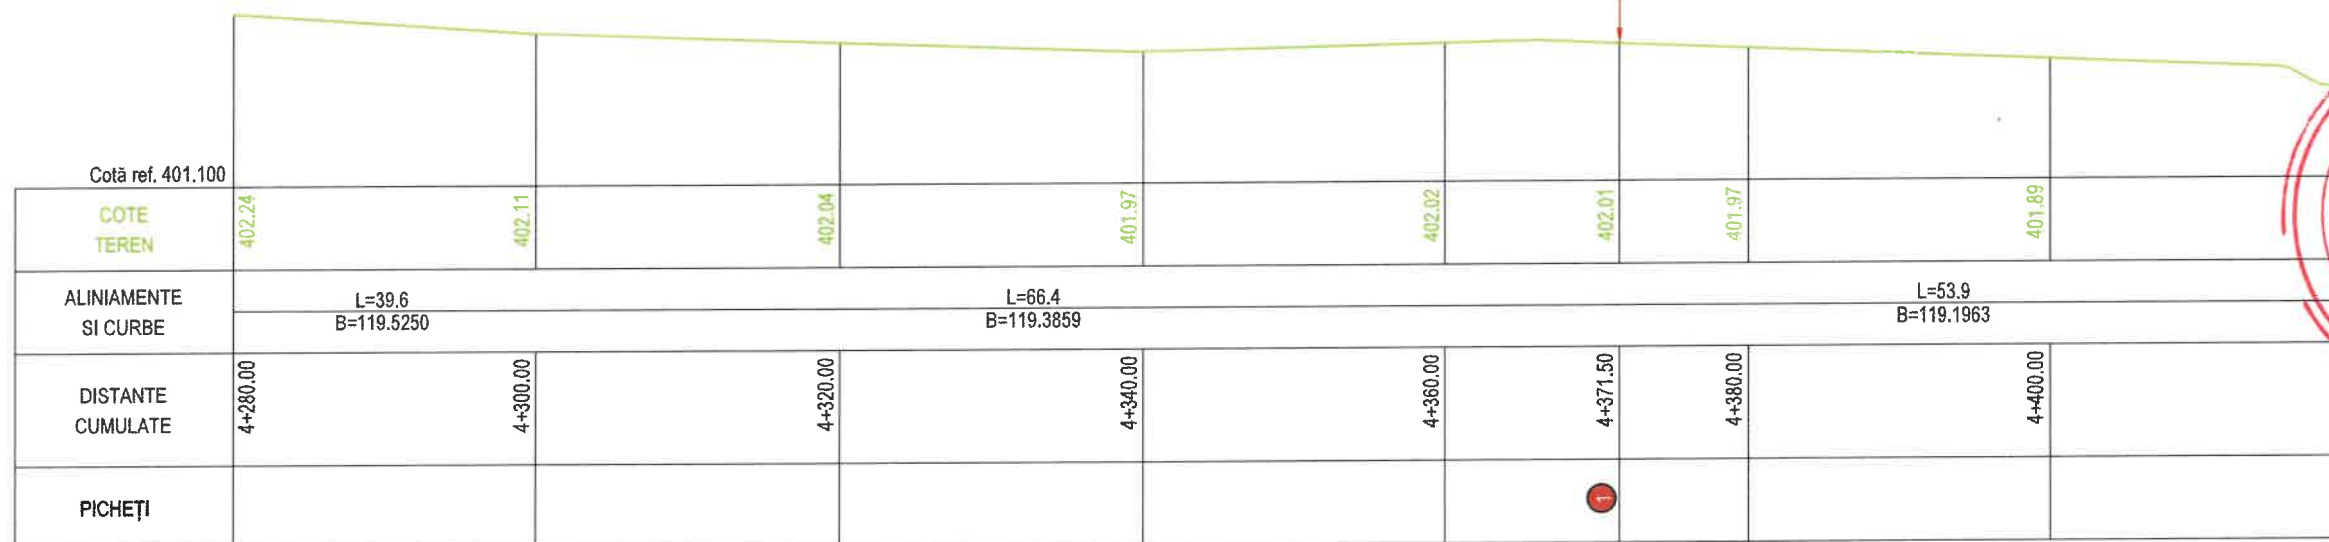 Cotă ref. 401.100
COTE
TEREN
402.24
402.11
402.04
401.97
402.02
402.01
401.97
401.89
ALINIAMENTE
SI CURBE
L=39.6
B=119.5250
L=66.4
B=119.3859
L=53.9
B=119.1963
DISTANTE
CUMULATE
4+280.00
4+300.00
4+320.00
4+340.00
4+360.00
4+371.50
4+380.00
4+400.00
PICHEȚI
1